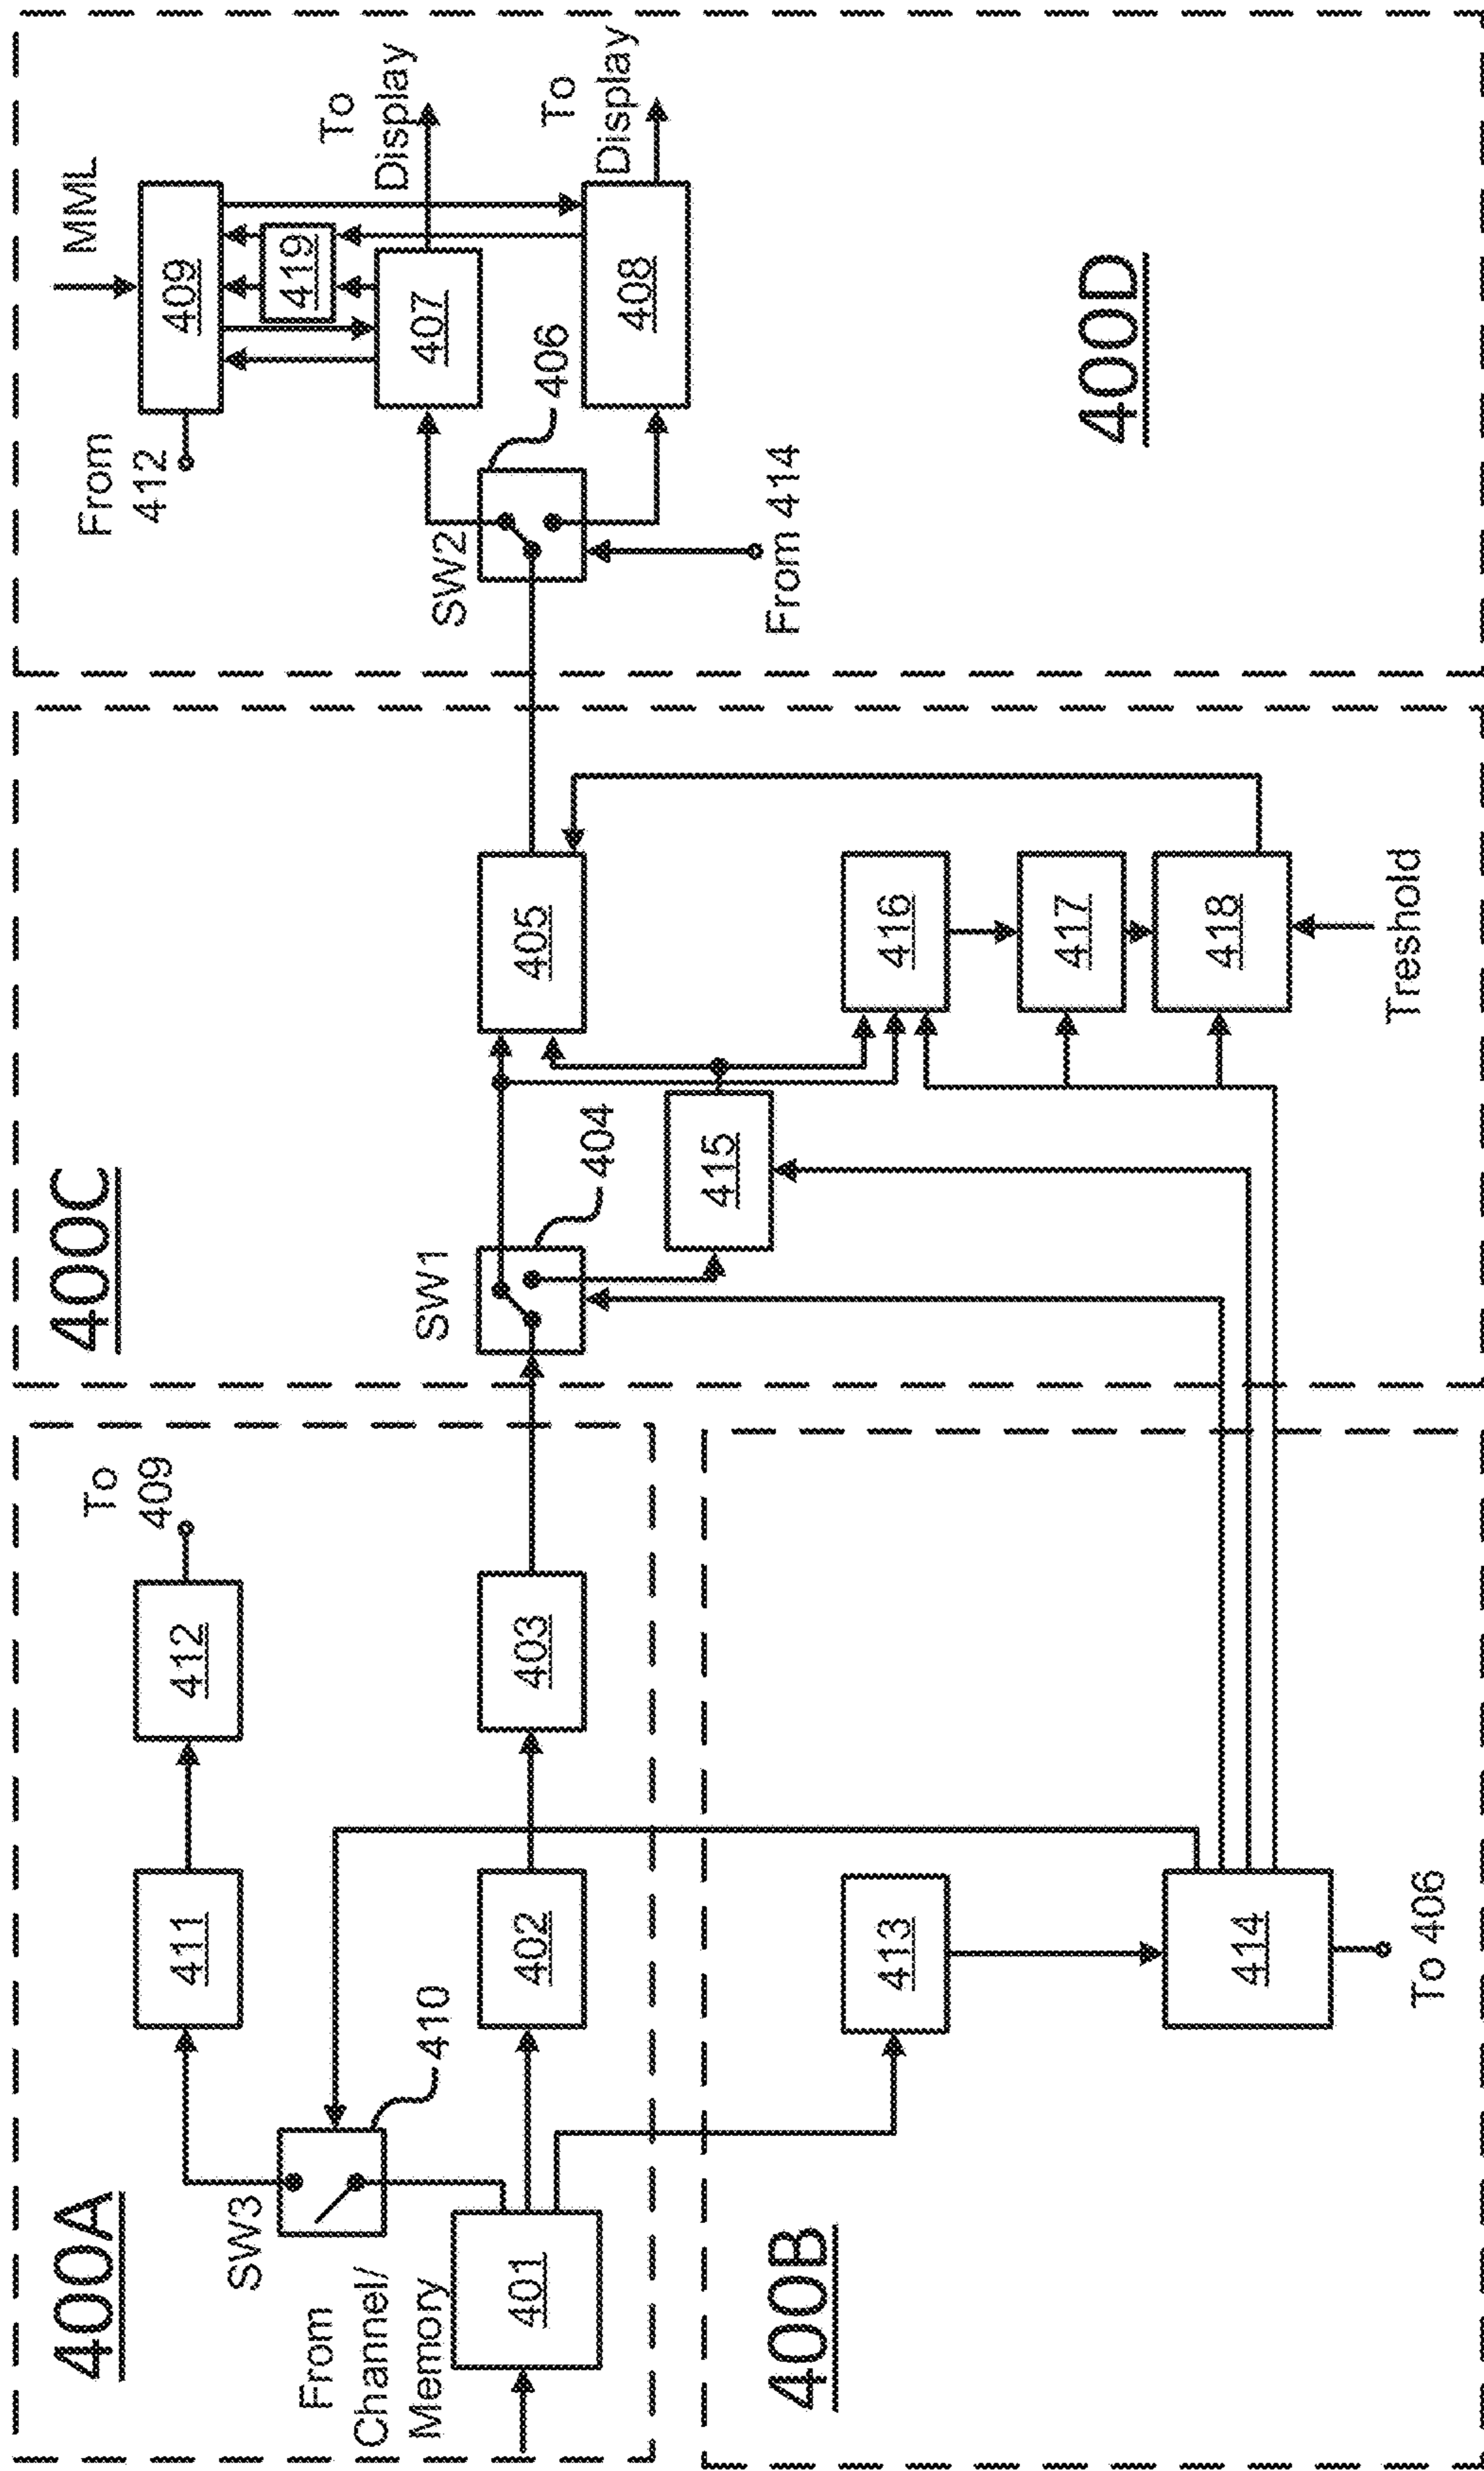 400A
SW3
From
Channel/
Memory
401
410
411
412
To
409
402
403
400B
413
414
To 406
400C
SW1
404
415
405
416
417
418
Treshold
From
412
MML
409
419
407
To
Display
SW2
406
408
To
Display
From 414
400D